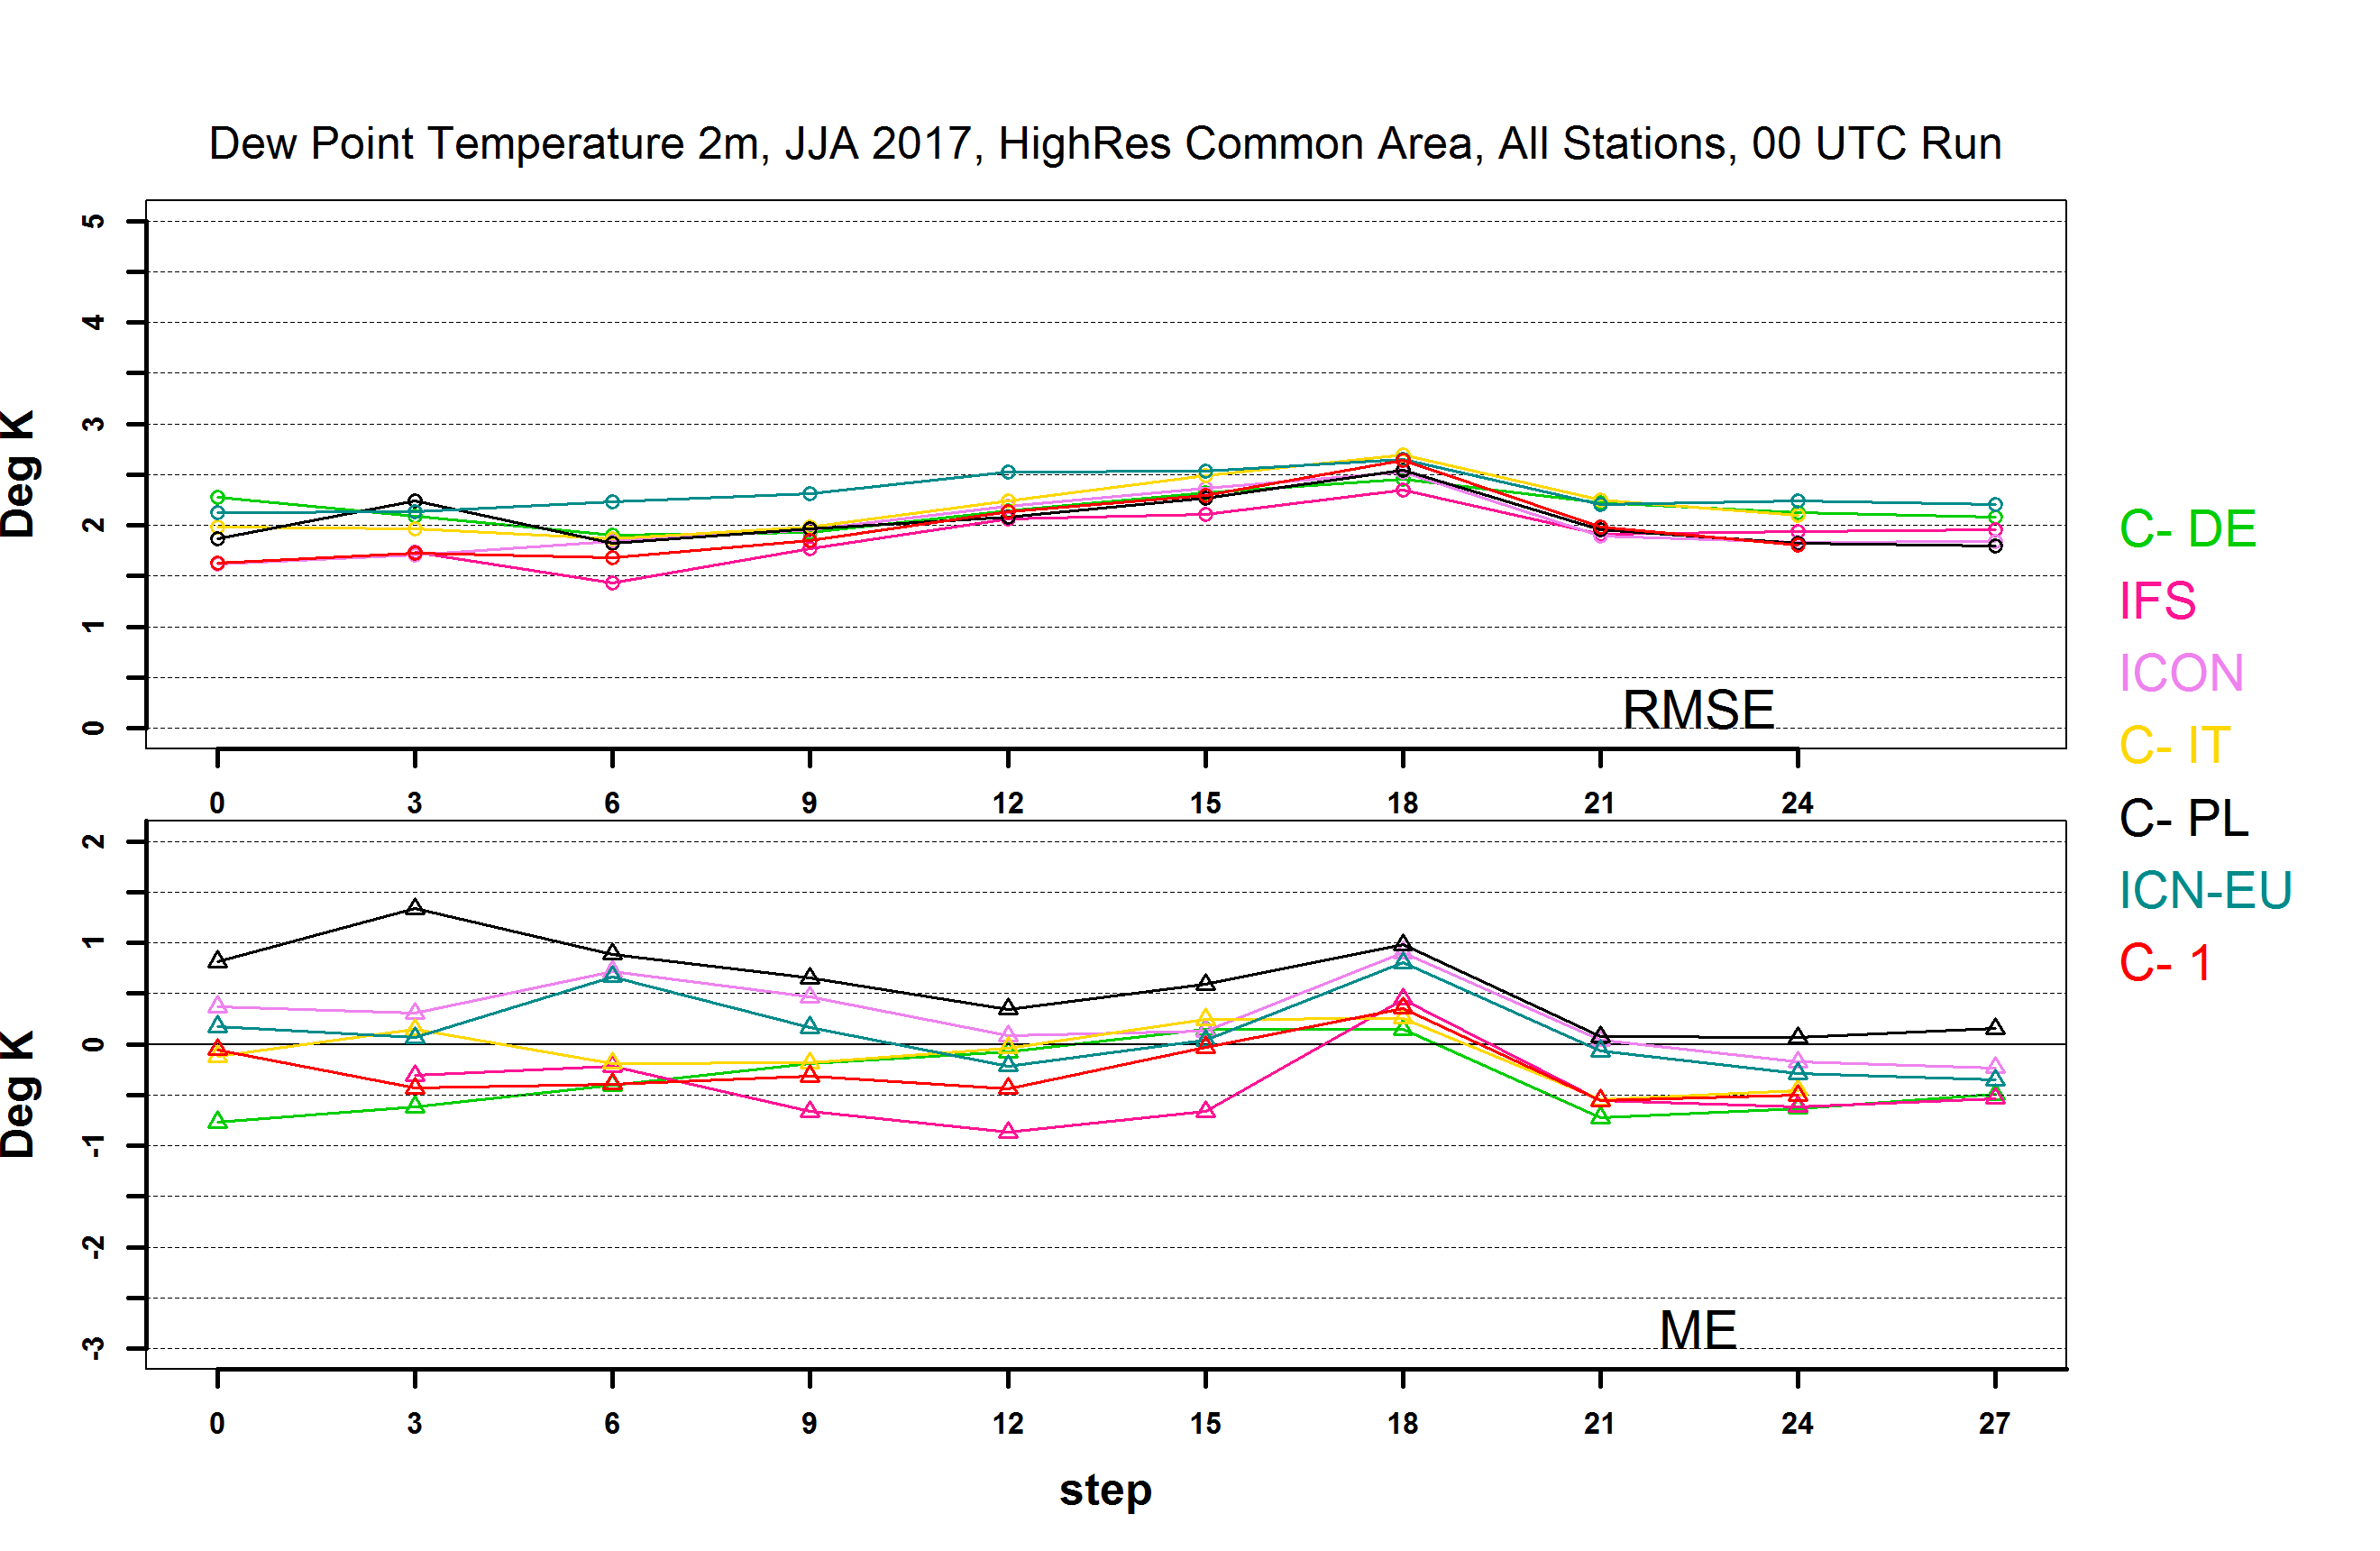 Dew Point Temperature 2m, JJA 2017, HighRes Common Area, All Stations, 00 UTC Run
Deg K
5
4
3
2
1
0
RMSE
0 3 6 9 12 15 18 21 24
Deg K
2
1
0
-1
-2
-3
ME
0 3 6 9 12 15 18 21 24 27
step
C- DE
IFS
ICON
C- IT
C- PL
ICN-EU
C- 1